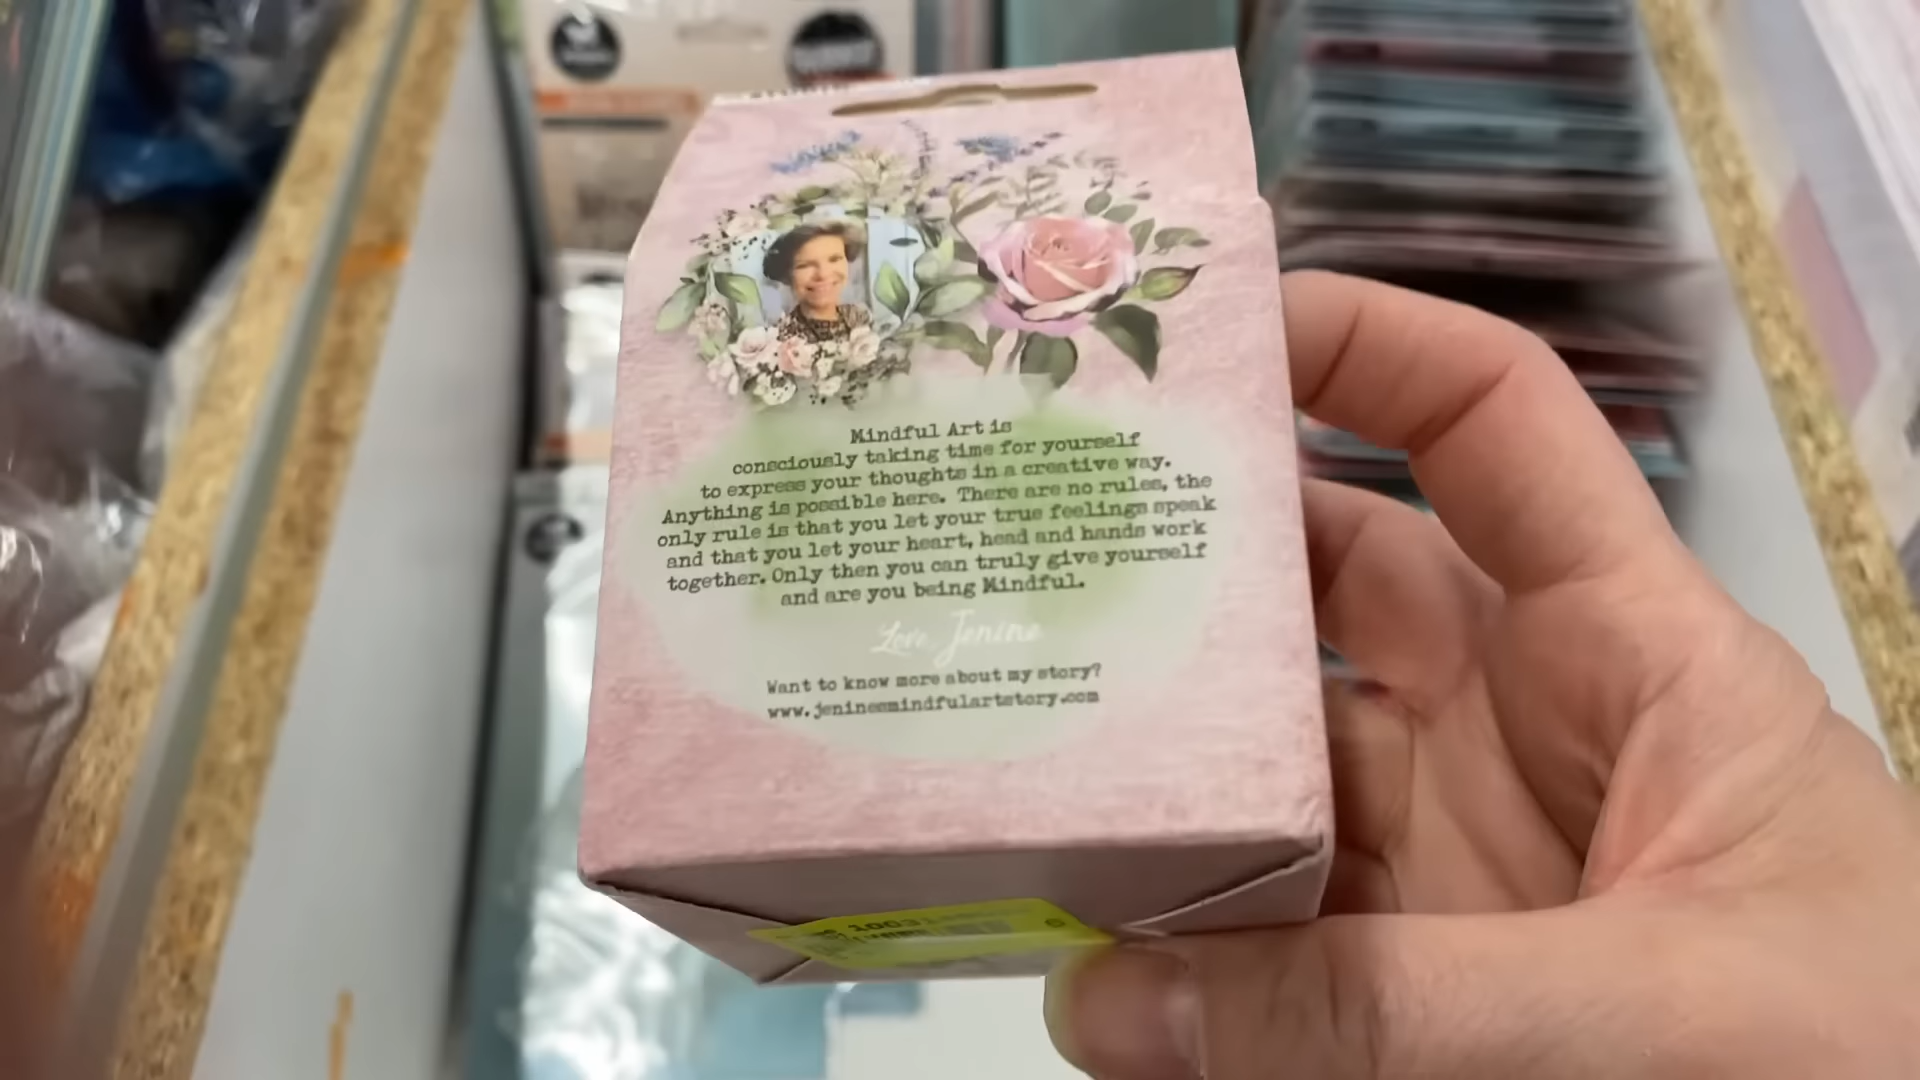 Mindful Art is
consciously taking time for yourself
to express your thoughts in a creative way.
Anything is possible here. There are no rules, the
only rule is that you let your true feelings speak
and that you let your heart, head and hands work
together. Only then you can truly give yourself
and are you being Mindful.
Love, Jenine
Want to know more about my story?
www.jeninesmindfulartstory.com